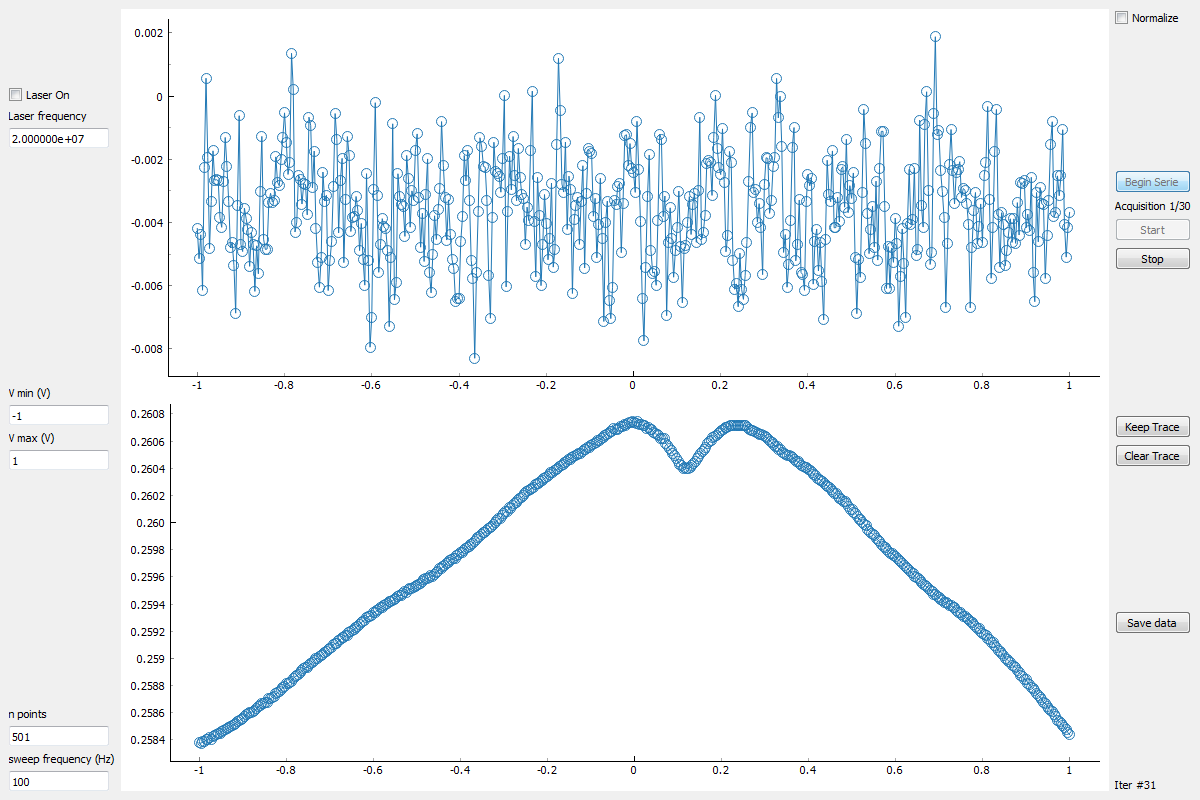 Normalize
Laser On
Laser frequency
2.000000e+07
Begin Serie
Acquisition 1/30
Start
Stop
0.002
0
-0.002
-0.004
-0.006
-0.008
-1 -0.8 -0.6 -0.4 -0.2 0 0.2 0.4 0.6 0.8 1
V min (V)
-1
V max (V)
1
Keep Trace
Clear Trace
0.2608
0.2606
0.2604
0.2602
0.260
0.2598
0.2596
0.2594
0.2592
0.259
0.2588
0.2586
0.2584
-1 -0.8 -0.6 -0.4 -0.2 0 0.2 0.4 0.6 0.8 1
Save data
n points
501
sweep frequency (Hz)
100
Iter #31